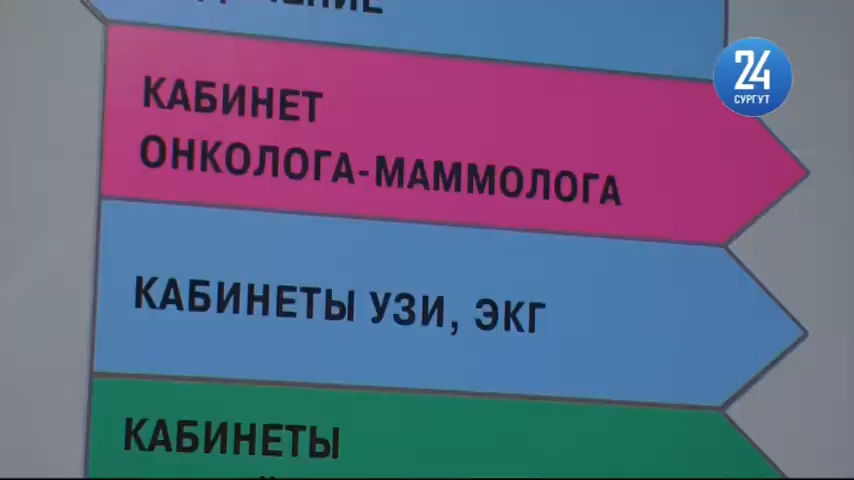 КАБИНЕТ
ОНКОЛОГА-МАММОЛОГА
КАБИНЕТЫ УЗИ, ЭКГ
КАБИНЕТЫ
24
СУРГУТ